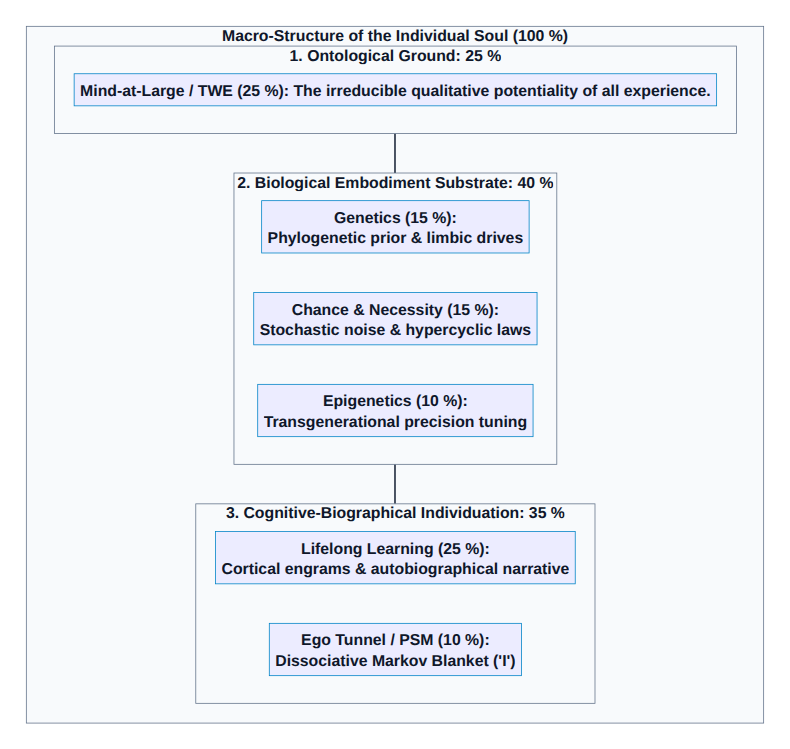 Macro-Structure of the Individual Soul (100 %)
1. Ontological Ground: 25 %
Mind-at-Large / TWE (25 %): The irreducible qualitative potentiality of all experience.
2. Biological Embodiment Substrate: 40 %
Genetics (15 %):
Phylogenetic prior & limbic drives
Chance & Necessity (15 %):
Stochastic noise & hypercyclic laws
Epigenetics (10 %):
Transgenerational precision tuning
3. Cognitive-Biographical Individuation: 35 %
Lifelong Learning (25 %):
Cortical engrams & autobiographical narrative
Ego Tunnel / PSM (10 %):
Dissociative Markov Blanket ('I')